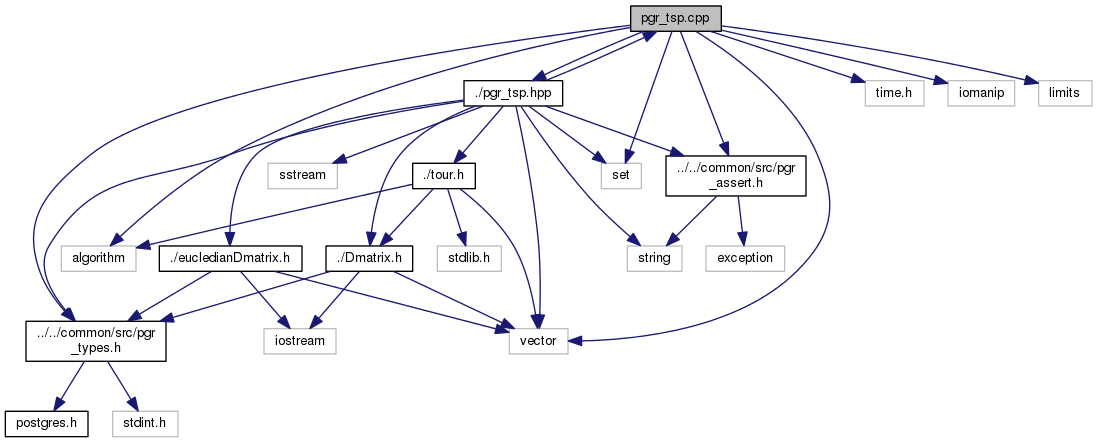 pgr_tsp.cpp
./pgr_tsp.hpp
time.h
iomanip
limits
sstream
./tour.h
set
../../common/src/pgr
_assert.h
algorithm
./eucledianDmatrix.h
./Dmatrix.h
stdlib.h
string
exception
../../common/src/pgr
_types.h
iostream
vector
postgres.h
stdint.h